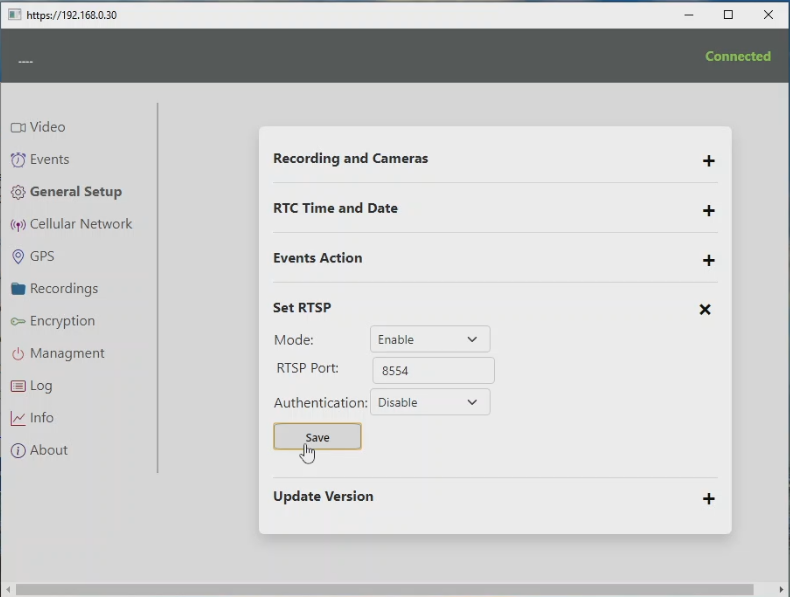 https://192.168.0.30
----
Connected
Video
Events
General Setup
Cellular Network
GPS
Recordings
Encryption
Managment
Log
Info
About
Recording and Cameras +
RTC Time and Date +
Events Action +
Set RTSP
Mode: Enable
RTSP Port: 8554
Authentication: Disable
Save
Update Version +